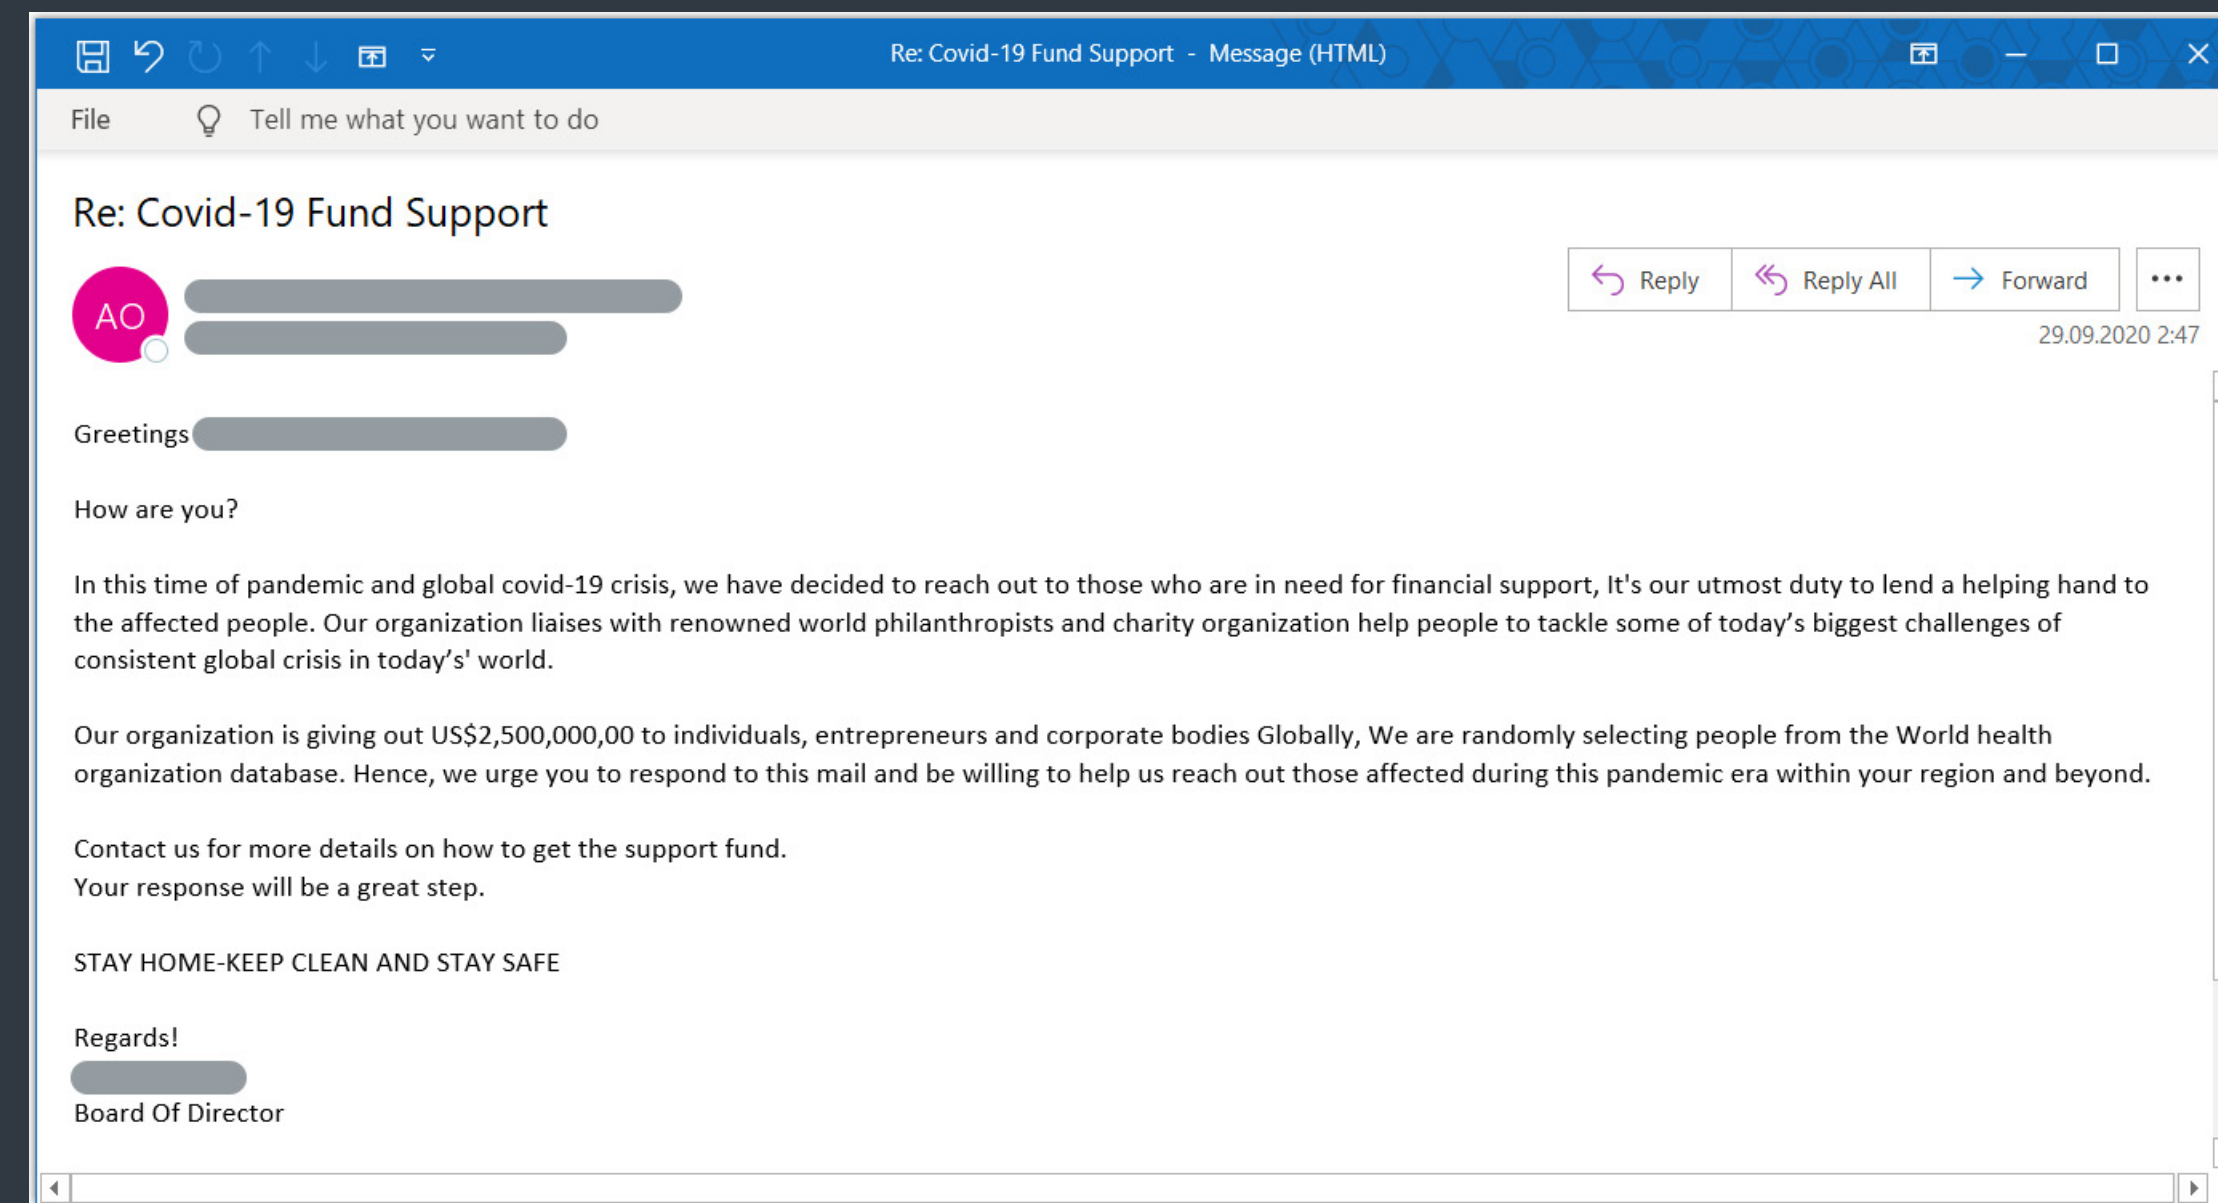 Re: Covid-19 Fund Support - Message (HTML)
File
Tell me what you want to do
Re: Covid-19 Fund Support
AO
Reply
Reply All
Forward
29.09.2020 2:47
Greetings
How are you?
In this time of pandemic and global covid-19 crisis, we have decided to reach out to those who are in need for financial support, It's our utmost duty to lend a helping hand to
the affected people. Our organization liaises with renowned world philanthropists and charity organization help people to tackle some of today’s biggest challenges of
consistent global crisis in today’s' world.
Our organization is giving out US$2,500,000,00 to individuals, entrepreneurs and corporate bodies Globally, We are randomly selecting people from the World health
organization database. Hence, we urge you to respond to this mail and be willing to help us reach out those affected during this pandemic era within your region and beyond.
Contact us for more details on how to get the support fund.
Your response will be a great step.
STAY HOME-KEEP CLEAN AND STAY SAFE
Regards!
Board Of Director